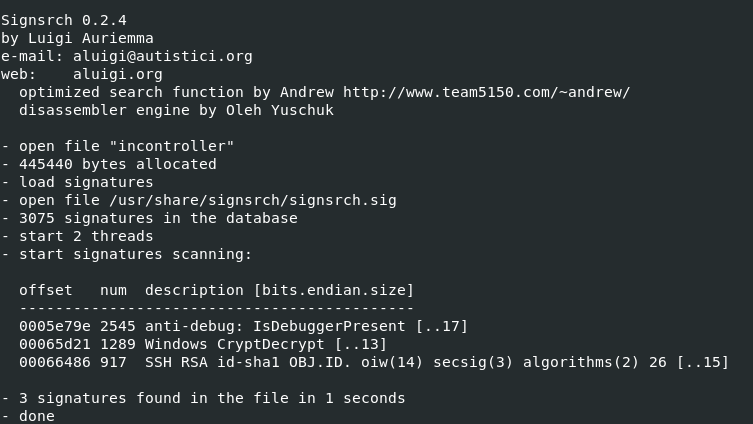 Signsrch 0.2.4
by Luigi Auriemma
e-mail: aluigi@autistici.org
web:    aluigi.org
  optimized search function by Andrew http://www.team5150.com/~andrew/
  disassembler engine by Oleh Yuschuk

- open file "incontroller"
- 445440 bytes allocated
- load signatures
- open file /usr/share/signsrch/signsrch.sig
- 3075 signatures in the database
- start 2 threads
- start signatures scanning:

  offset   num  description [bits.endian.size]
  --------------------------------------------
  0005e79e 2545 anti-debug: IsDebuggerPresent [..17]
  00065d21 1289 Windows CryptDecrypt [..13]
  00066486 917  SSH RSA id-sha1 OBJ.ID. oiw(14) secsig(3) algorithms(2) 26 [..15]

- 3 signatures found in the file in 1 seconds
- done